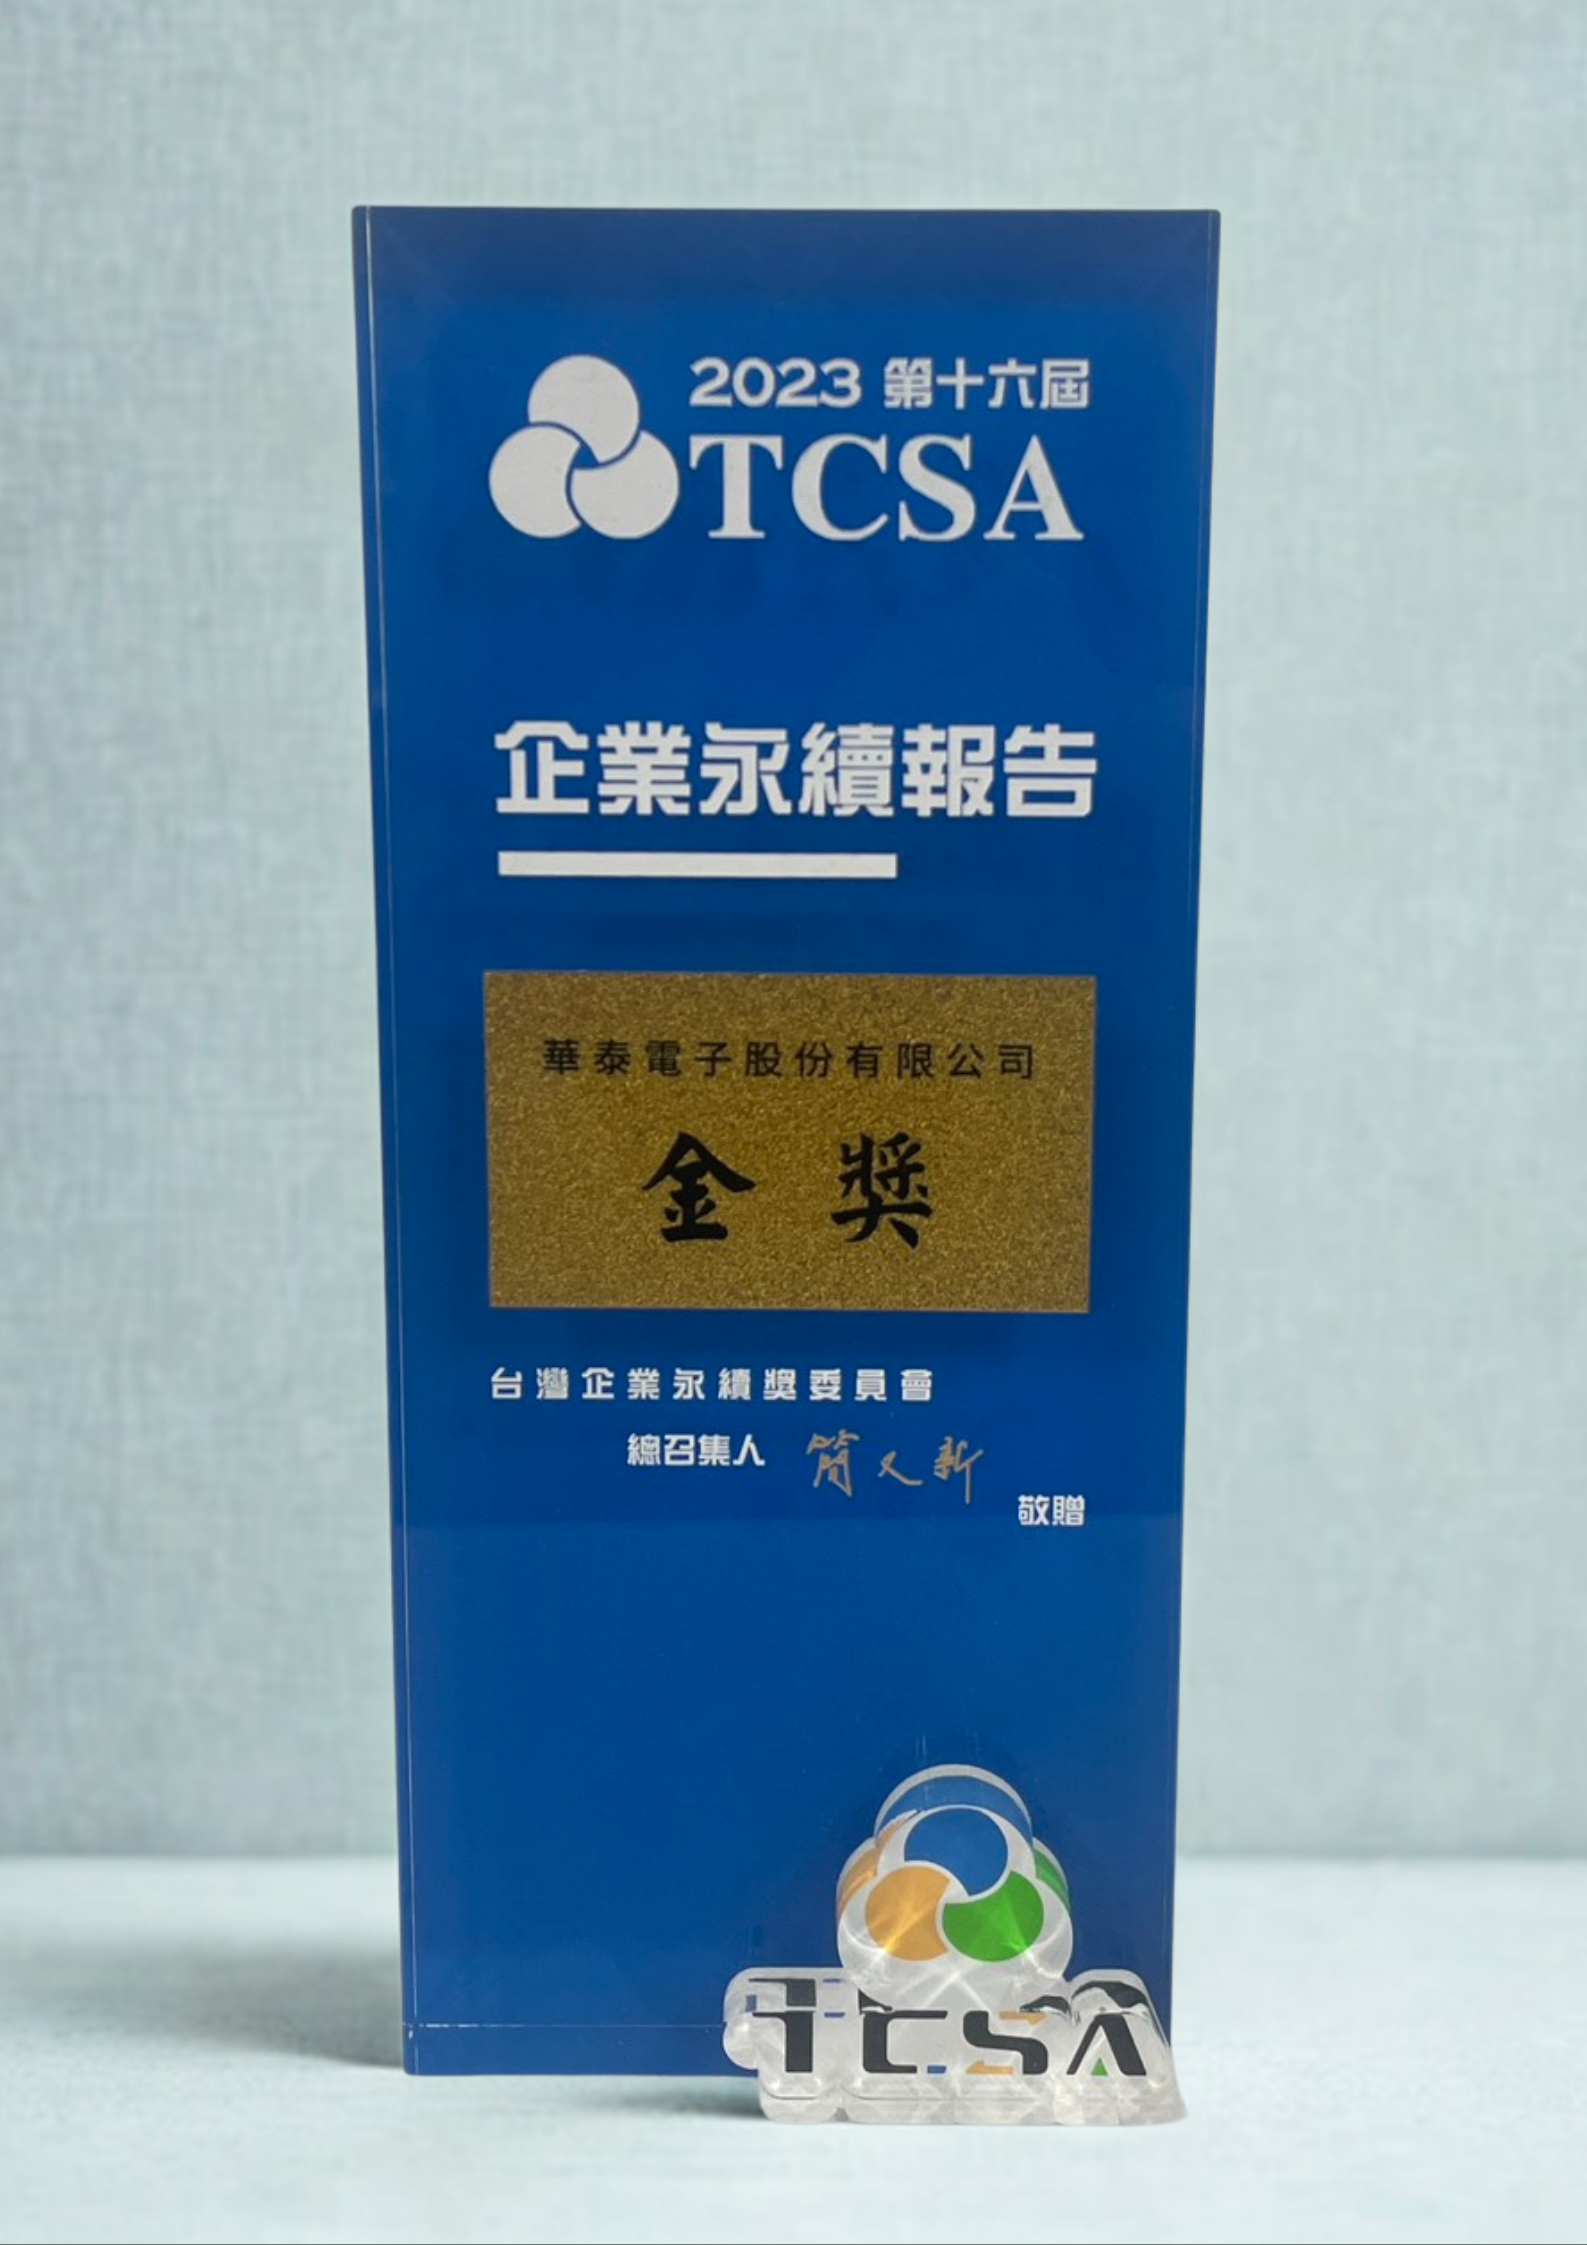 2023 第十六屆
TCSA
企業永續報告
華泰電子股份有限公司
金獎
台灣企業永續獎委員會
總召集人 簡又新
敬贈
TCSA